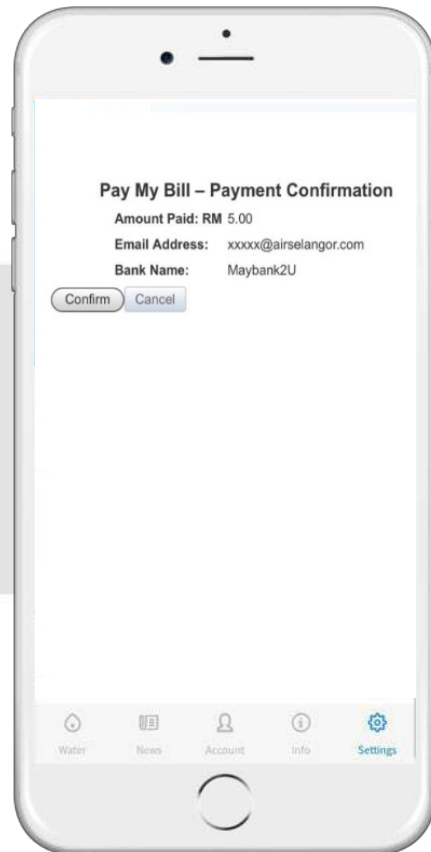 Pay My Bill – Payment Confirmation
Amount Paid: RM 5.00
Email Address: xxxxx@airselangor.com
Bank Name: Maybank2U
Confirm Cancel
Water News Account Info Settings